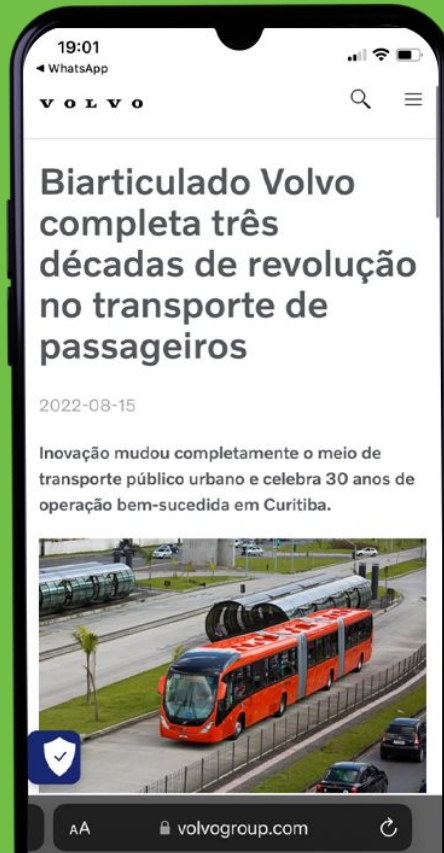 19:01
◄ WhatsApp
VOLVO
Biarticulado Volvo
completa três
décadas de revolução
no transporte de
passageiros
2022-08-15
Inovação mudou completamente o meio de
transporte público urbano e celebra 30 anos de
operação bem-sucedida em Curitiba.
AA
volvogroup.com